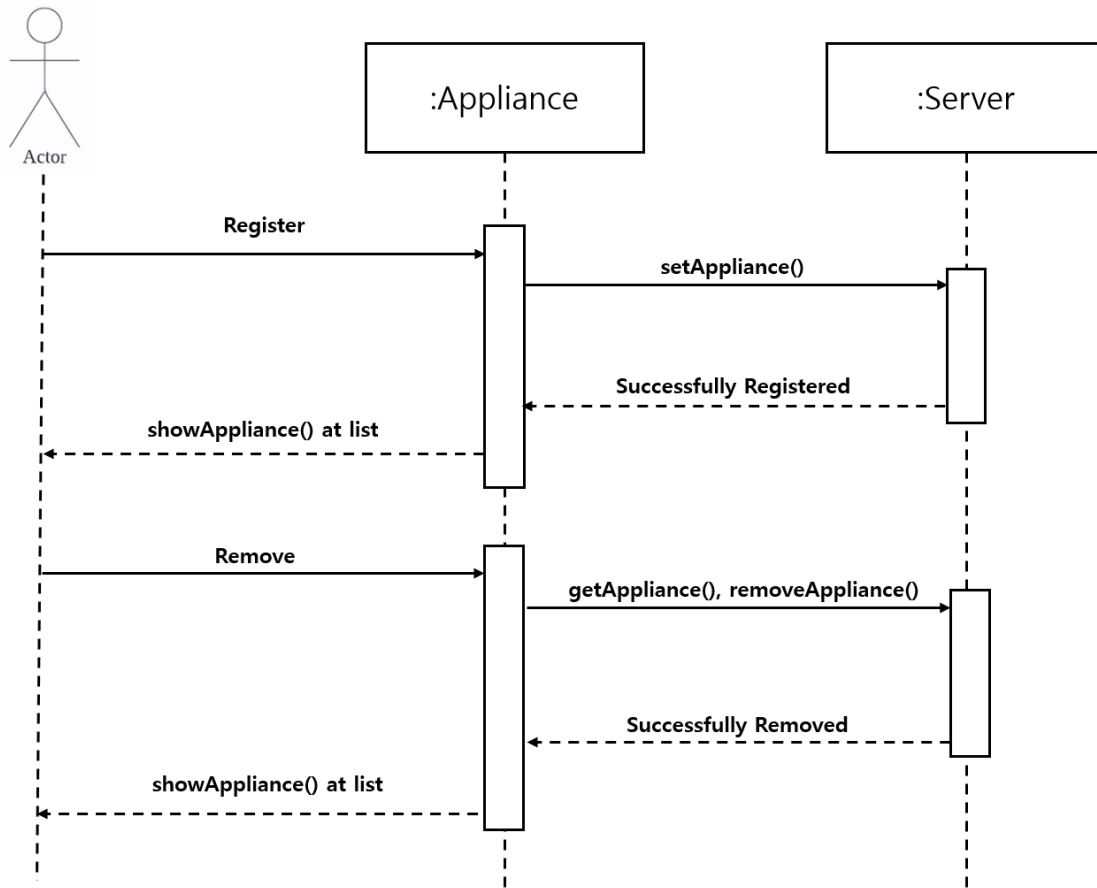 :Appliance
:Server
Actor
Register
setAppliance()
Successfully Registered
showAppliance() at list
Remove
getAppliance(), removeAppliance()
Successfully Removed
showAppliance() at list